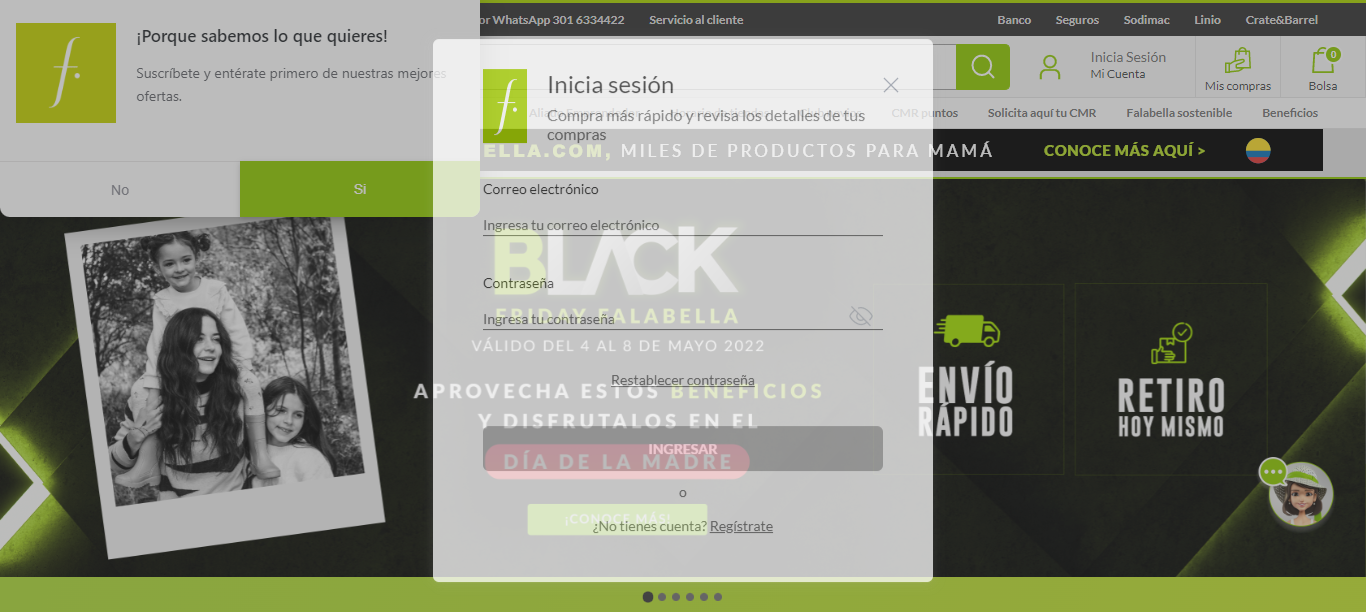 ¡Porque sabemos lo que quieres!
Suscríbete y entérate primero de nuestras mejores
ofertas.
No
Si
or WhatsApp 301 6334422
Servicio al cliente
Banco
Seguros
Sodimac
Linio
Crate&Barrel
Inicia Sesión
Mi Cuenta
Mis compras
0
Bolsa
CMR puntos
Solicita aquí tu CMR
Falabella sostenible
Beneficios
ELLA.COM, MILES DE PRODUCTOS PARA MAMÁ
CONOCE MÁS AQUÍ >
f.
Inicia sesión
Compra más rápido y revisa los detalles de tus
compras
Correo electrónico
Ingresa tu correo electrónico
Contraseña
Ingresa tu contraseña
Restablecer contraseña
INGRESAR
o
¿No tienes cuenta? Regístrate
BLACK
FRIDAY FALABELLA
VÁLIDO DEL 4 AL 8 DE MAYO 2022
APROVECHA ESTOS BENEFICIOS
Y DISFRUTALOS EN EL
DÍA DE LA MADRE
¡CONOCE MÁS!
ENVÍO
RÁPIDO
RETIRO
HOY MISMO